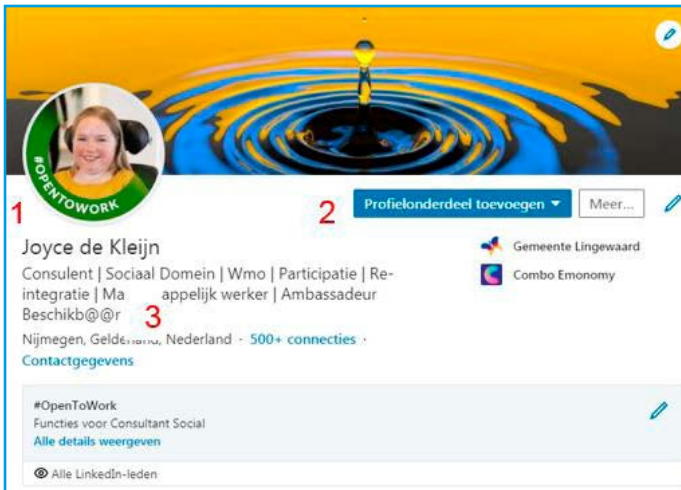 #OPENTOWORK
1
2
Profielonderdeel toevoegen
Meer...
Joyce de Kleijn
Gemeente Lingewaard
Consulent | Sociaal Domein | Wmo | Participatie | Re-
Combo Emonomy
integratie | Ma appelijk werker | Ambassadeur
Beschikb@@r
3
Nijmegen, Nederland · 500+ connecties ·
Contactgegevens
#OpenToWork
Functies voor Consultant Social
Alle details weergeven
Alle LinkedIn-leden